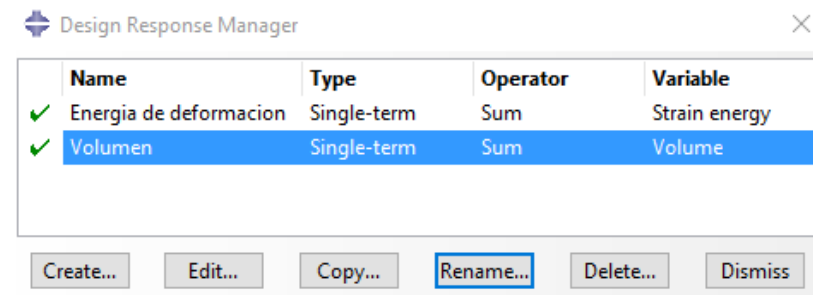 Design Response Manager
Name Type Operator Variable
Energia de deformacion Single-term Sum Strain energy
Volumen Single-term Sum Volume
Create... Edit... Copy... Rename... Delete... Dismiss